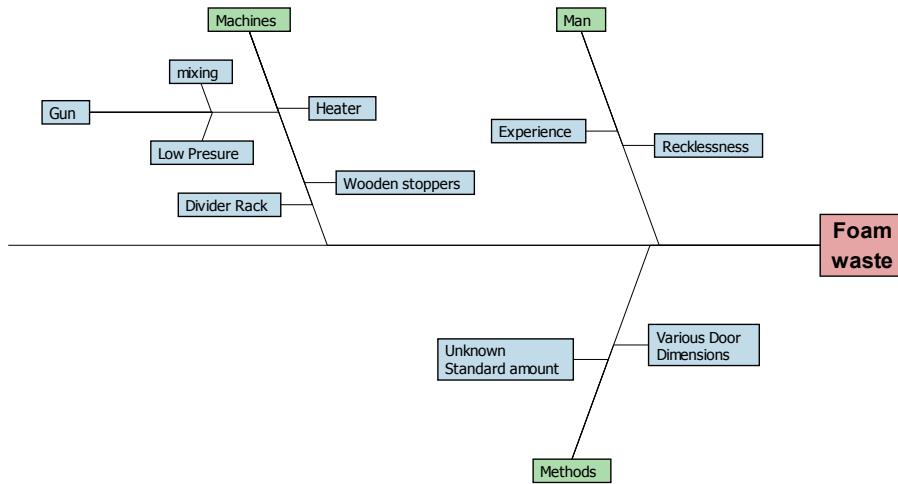 Machines
Man
mixing
Gun
Heater
Low Presure
Experience
Recklessness
Wooden stoppers
Divider Rack
Foam
waste
Unknown
Standard amount
Various Door
Dimensions
Methods